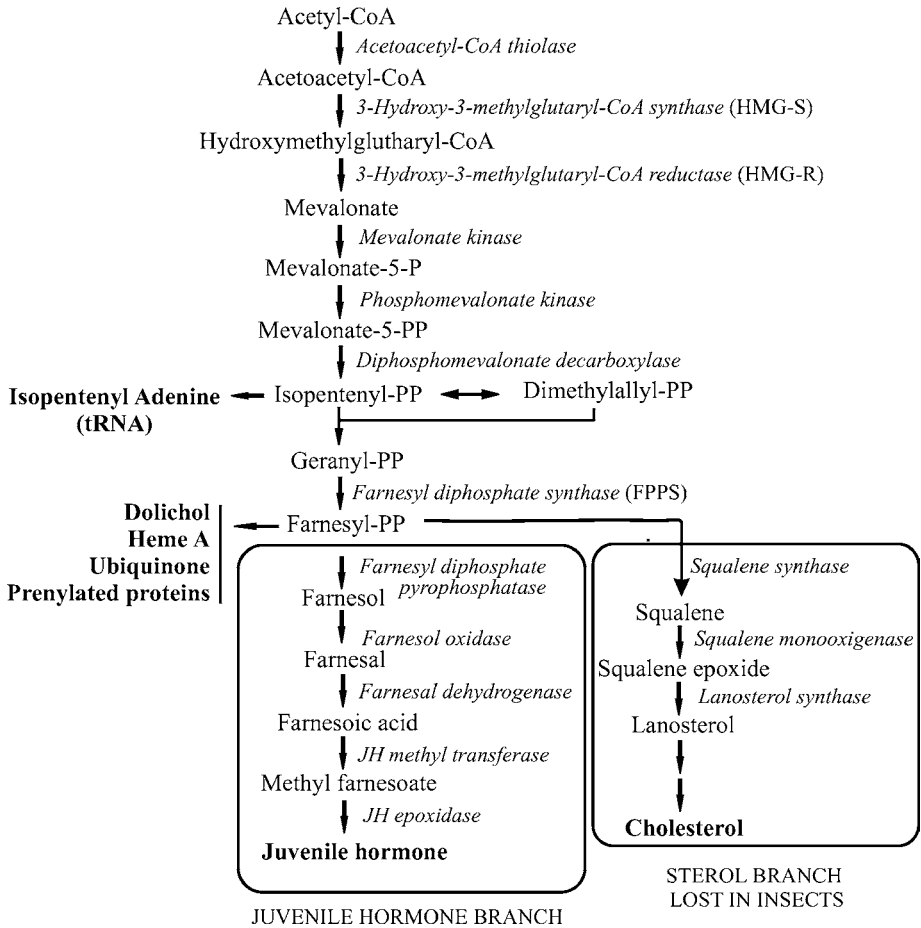 Acetyl-CoA
Acetoacetyl-CoA thiolase
Acetoacetyl-CoA
3-Hydroxy-3-methylglutaryl-CoA synthase (HMG-S)
Hydroxymethylglutharyl-CoA
3-Hydroxy-3-methylglutaryl-CoA reductase (HMG-R)
Mevalonate
Mevalonate kinase
Mevalonate-5-P
Phosphomevalonate kinase
Mevalonate-5-PP
Diphosphomevalonate decarboxylase
Isopentenyl Adenine
(tRNA)
Isopentenyl-PP
Dimethylallyl-PP
Geranyl-PP
Farnesyl diphosphate synthase (FPPS)
Dolichol
Heme A
Ubiquinone
Prenylated proteins
Farnesyl-PP
Farnesyl diphosphate
pyrophosphatase
Farnesol
Farnesol oxidase
Farnesal
Farnesal dehydrogenase
Farnesoic acid
JH methyl transferase
Methyl farnesoate
JH epoxidase
Juvenile hormone
JUVENILE HORMONE BRANCH
Squalene synthase
Squalene
Squalene monooxigenase
Squalene epoxide
Lanosterol synthase
Lanosterol
Cholesterol
STEROL BRANCH
LOST IN INSECTS